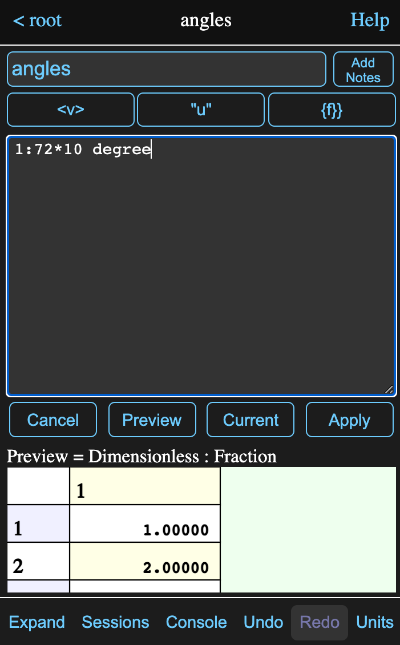 < root angles Help
angles Add Notes
<v> "u" {f}}
1:72*10 degree
Cancel Preview Current Apply
Preview = Dimensionless : Fraction
1
1 1.00000
2 2.00000
Expand Sessions Console Undo Redo Units